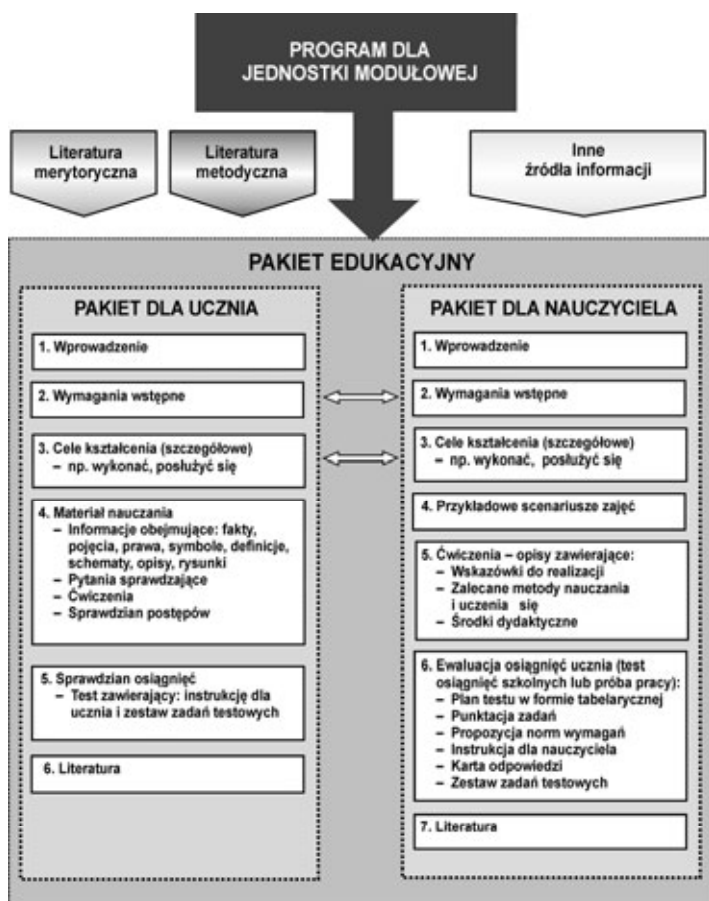 PROGRAM DLA
JEDNOSTKI MODUŁOWEJ
Literatura
merytoryczna
Literatura
metodyczna
Inne
źródła informacji
PAKIET EDUKACYJNY
PAKIET DLA UCZNIA
1. Wprowadzenie
2. Wymagania wstępne
3. Cele kształcenia (szczegółowe)
– np. wykonać, posłużyć się
4. Materiał nauczania
– Informacje obejmujące: fakty,
pojęcia, prawa, symbole, definicje,
schematy, opisy, rysunki
– Pytania sprawdzające
– Ćwiczenia
– Sprawdzian postępów
5. Sprawdzian osiągnięć
– Test zawierający: instrukcję dla
ucznia i zestaw zadań testowych
6. Literatura
PAKIET DLA NAUCZYCIELA
1. Wprowadzenie
2. Wymagania wstępne
3. Cele kształcenia (szczegółowe)
– np. wykonać, posłużyć się
4. Przykładowe scenariusze zajęć
5. Ćwiczenia – opisy zawierające:
– Wskazówki do realizacji
– Zalecane metody nauczania
i uczenia się
– Środki dydaktyczne
6. Ewaluacja osiągnięć ucznia (test
osiągnięć szkolnych lub próba pracy):
– Plan testu w formie tabelarycznej
– Punktacja zadań
– Propozycja norm wymagań
– Instrukcja dla nauczyciela
– Karta odpowiedzi
– Zestaw zadań testowych
7. Literatura